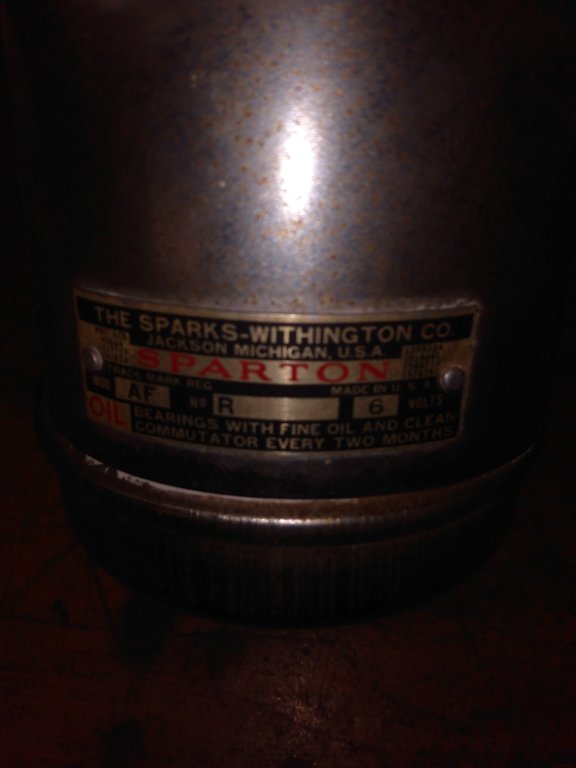 THE SPARKS-WITHINGTON CO.
JACKSON MICHIGAN, U.S.A.
SPARTON
TRADE MARK REG. MADE IN U.S.A.
MOD AF NO R 6 VOLTS
OIL BEARINGS WITH FINE OIL AND CLEAN
COMMUTATOR EVERY TWO MONTHS